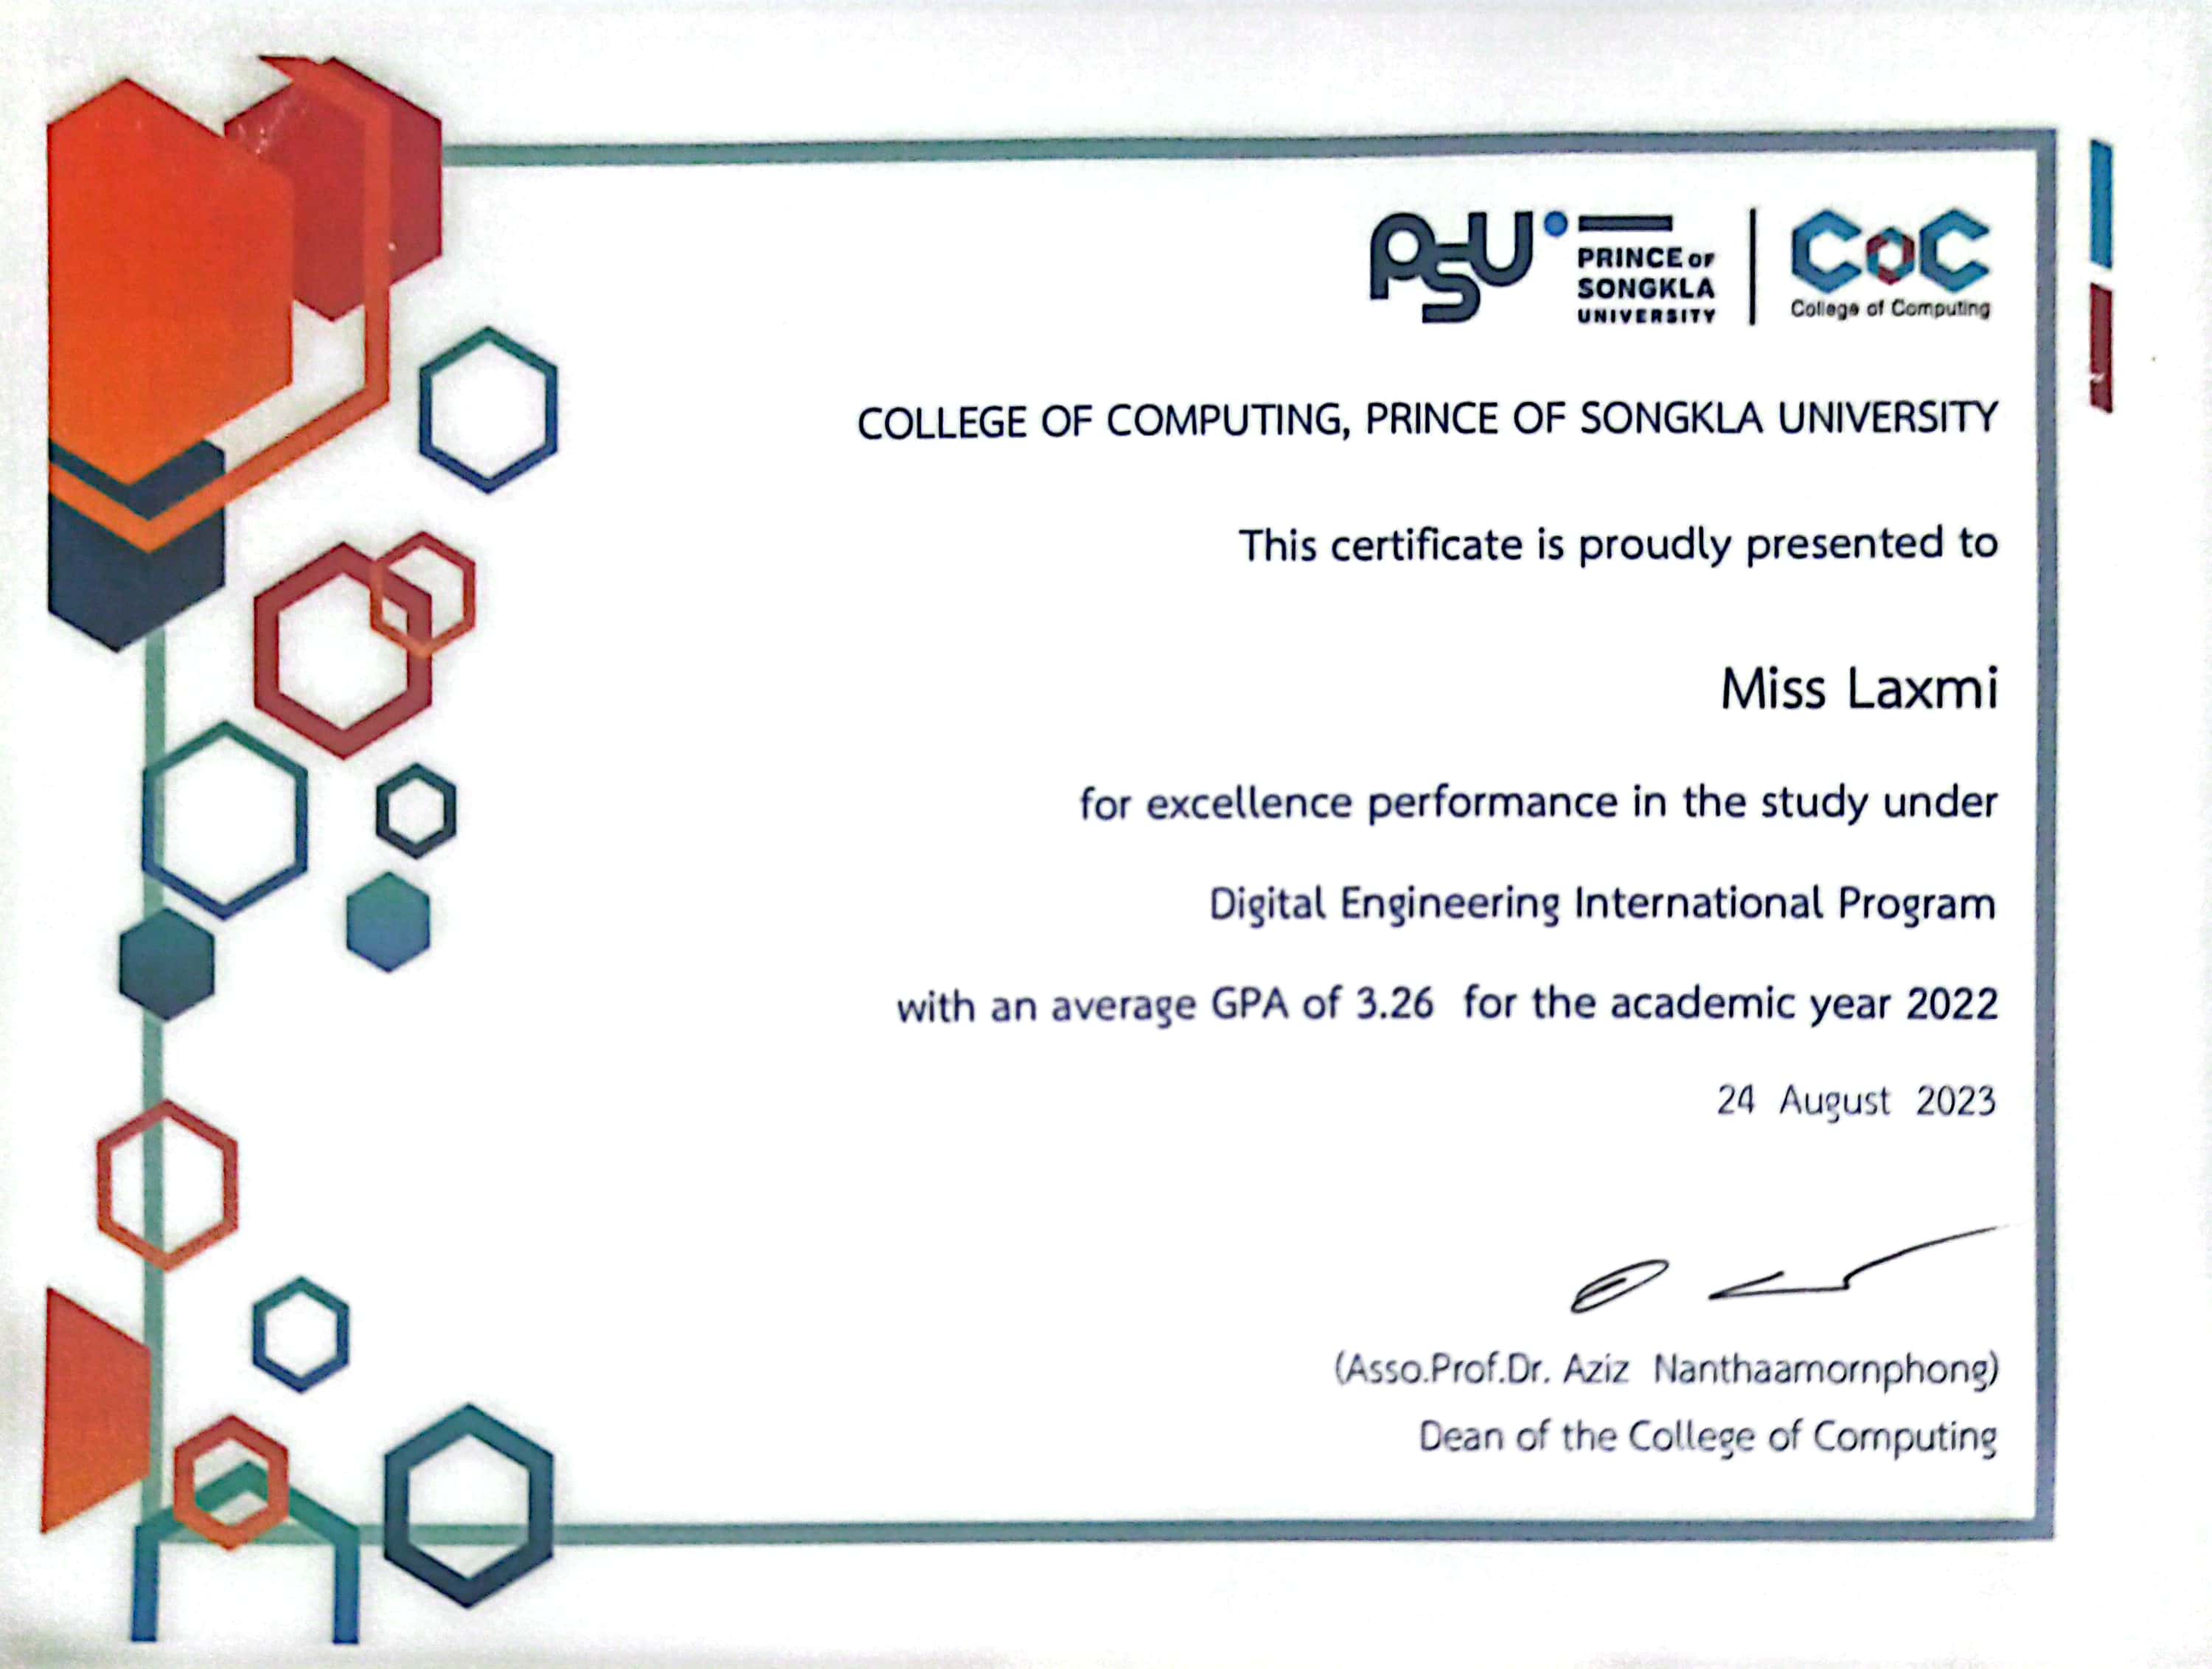 PSU PRINCE OF
SONGKLA
UNIVERSITY
CoC
College of Computing
COLLEGE OF COMPUTING, PRINCE OF SONGKLA UNIVERSITY
This certificate is proudly presented to
Miss Laxmi
for excellence performance in the study under
Digital Engineering International Program
with an average GPA of 3.26 for the academic year 2022
24 August 2023
(Asso.Prof.Dr. Aziz Nanthaamornphong)
Dean of the College of Computing